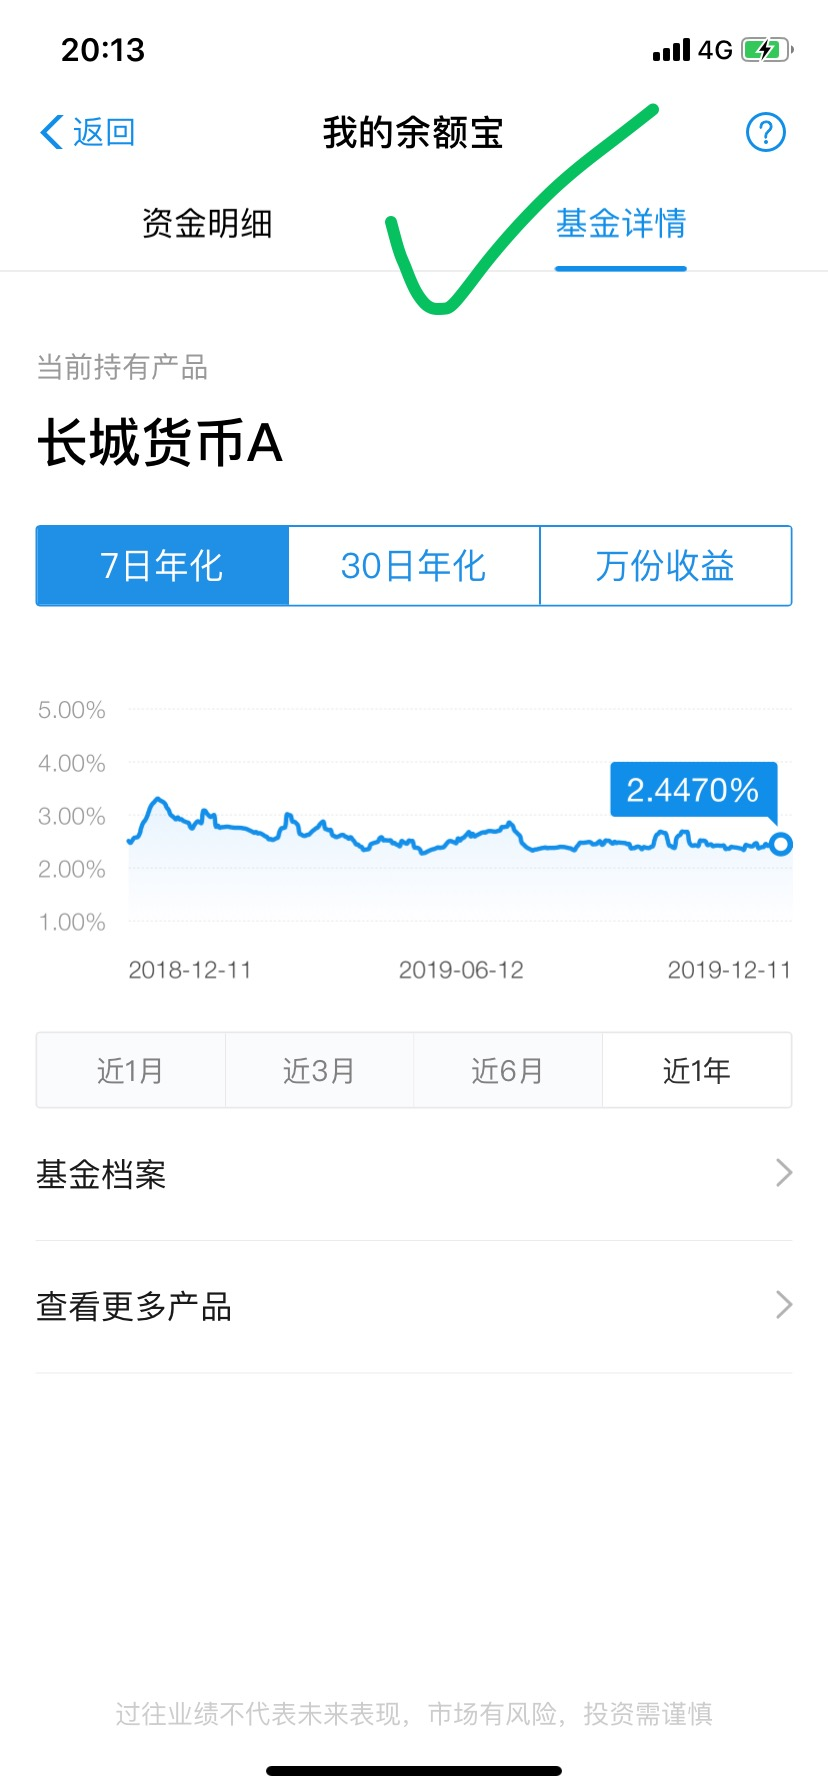 20:13 4G
返回 我的余额宝 ?
资金明细 基金详情
当前持有产品
长城货币A
7日年化 30日年化 万份收益
5.00%
4.00%
2.4470%
3.00%
2.00%
1.00%
2018-12-11 2019-06-12 2019-12-11
近1月 近3月 近6月 近1年
基金档案
查看更多产品
过往业绩不代表未来表现，市场有风险，投资需谨慎